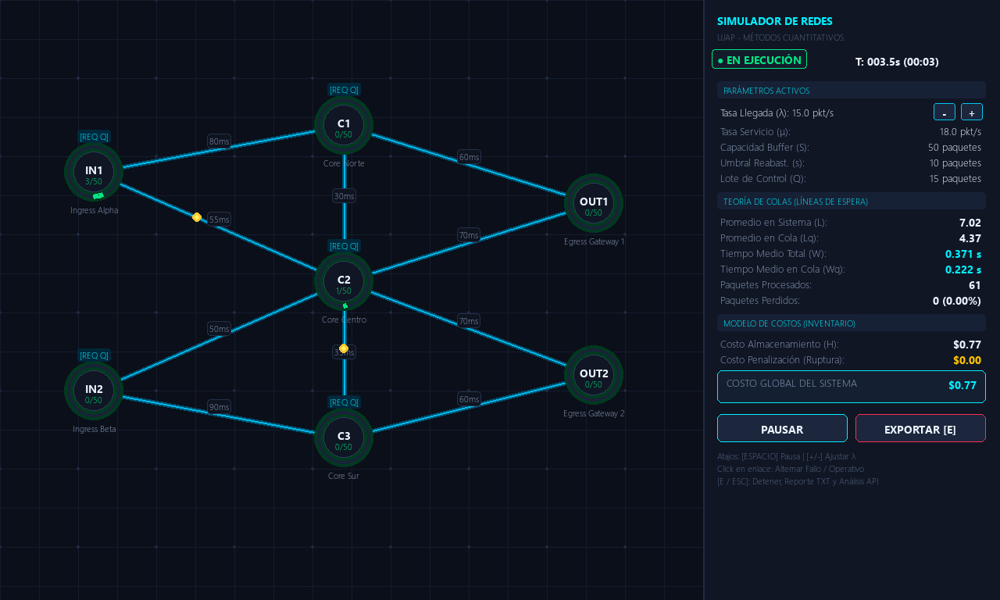 [REQ Q]
C1
0/50
Core Norte
[REQ Q]
IN1
3/50
Ingress Alpha
80ms
60ms
30ms
55ms
OUT1
0/50
Egress Gateway 1
70ms
[REQ Q]
C2
1/50
Core Centro
50ms
70ms
[REQ Q]
IN2
0/50
Ingress Beta
90ms
OUT2
0/50
Egress Gateway 2
60ms
[REQ Q]
C3
0/50
Core Sur
SIMULADOR DE REDES
UJAP - MÉTODOS CUANTITATIVOS
● EN EJECUCIÓN
T: 003.5s (00:03)
PARÁMETROS ACTIVOS
Tasa Llegada (λ): 15.0 pkt/s
- +
Tasa Servicio (μ): 18.0 pkt/s
Capacidad Buffer (S): 50 paquetes
Umbral Reabast. (s): 10 paquetes
Lote de Control (Q): 15 paquetes
TEORÍA DE COLAS (LÍNEAS DE ESPERA)
Promedio en Sistema (L): 7.02
Promedio en Cola (Lq): 4.37
Tiempo Medio Total (W): 0.371 s
Tiempo Medio en Cola (Wq): 0.222 s
Paquetes Procesados: 61
Paquetes Perdidos: 0 (0.00%)
MODELO DE COSTOS (INVENTARIO)
Costo Almacenamiento (H): $0.77
Costo Penalización (Ruptura): $0.00
COSTO GLOBAL DEL SISTEMA $0.77
PAUSAR
EXPORTAR [E]
Atajos: [ESPACIO] Pausa | [+/-] Ajustar λ
Click en enlace: Alternar Fallo / Operativo
[E / ESC]: Detener, Reporte TXT y Análisis API